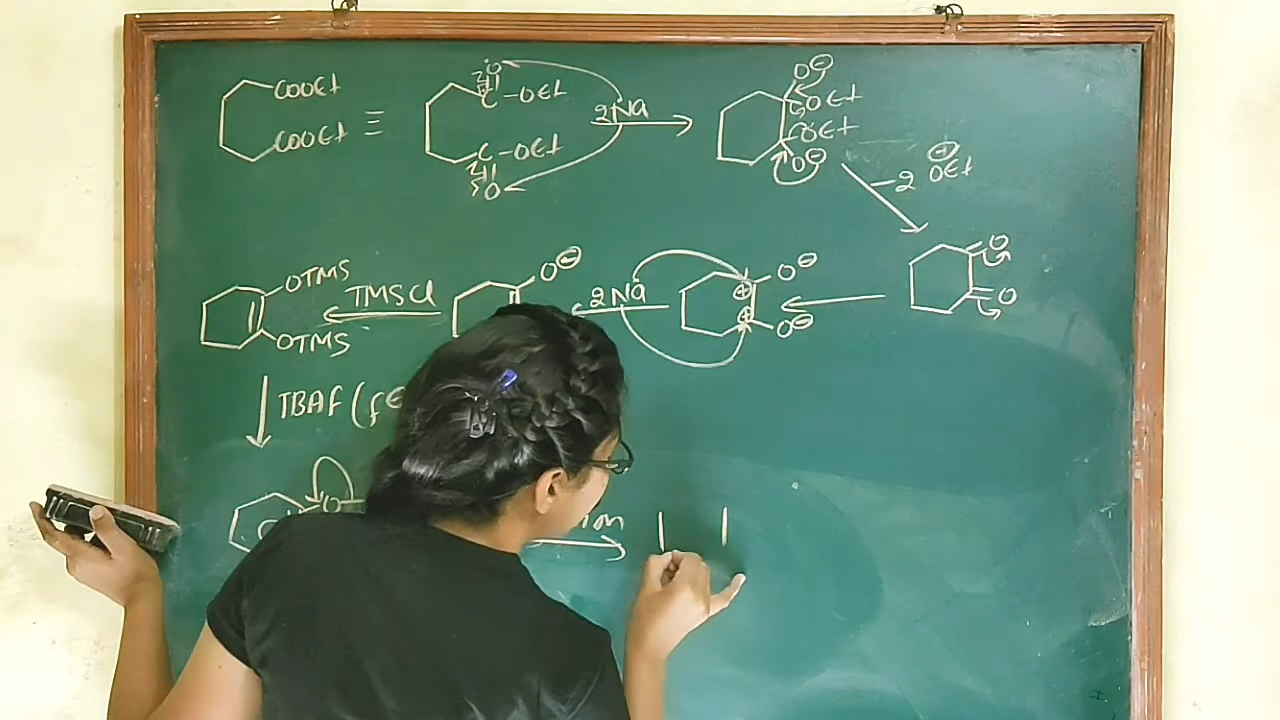 COOEt
COOEt
≡
O
C-OEt
C-OEt
O
2Na
O⊖
OEt
OEt
O⊖
-2 ⊕OEt
O
O
O⊖
⊕
⊕
O⊖
2Na
O⊖
TMSCl
OTMS
OTMS
TBAF (
O